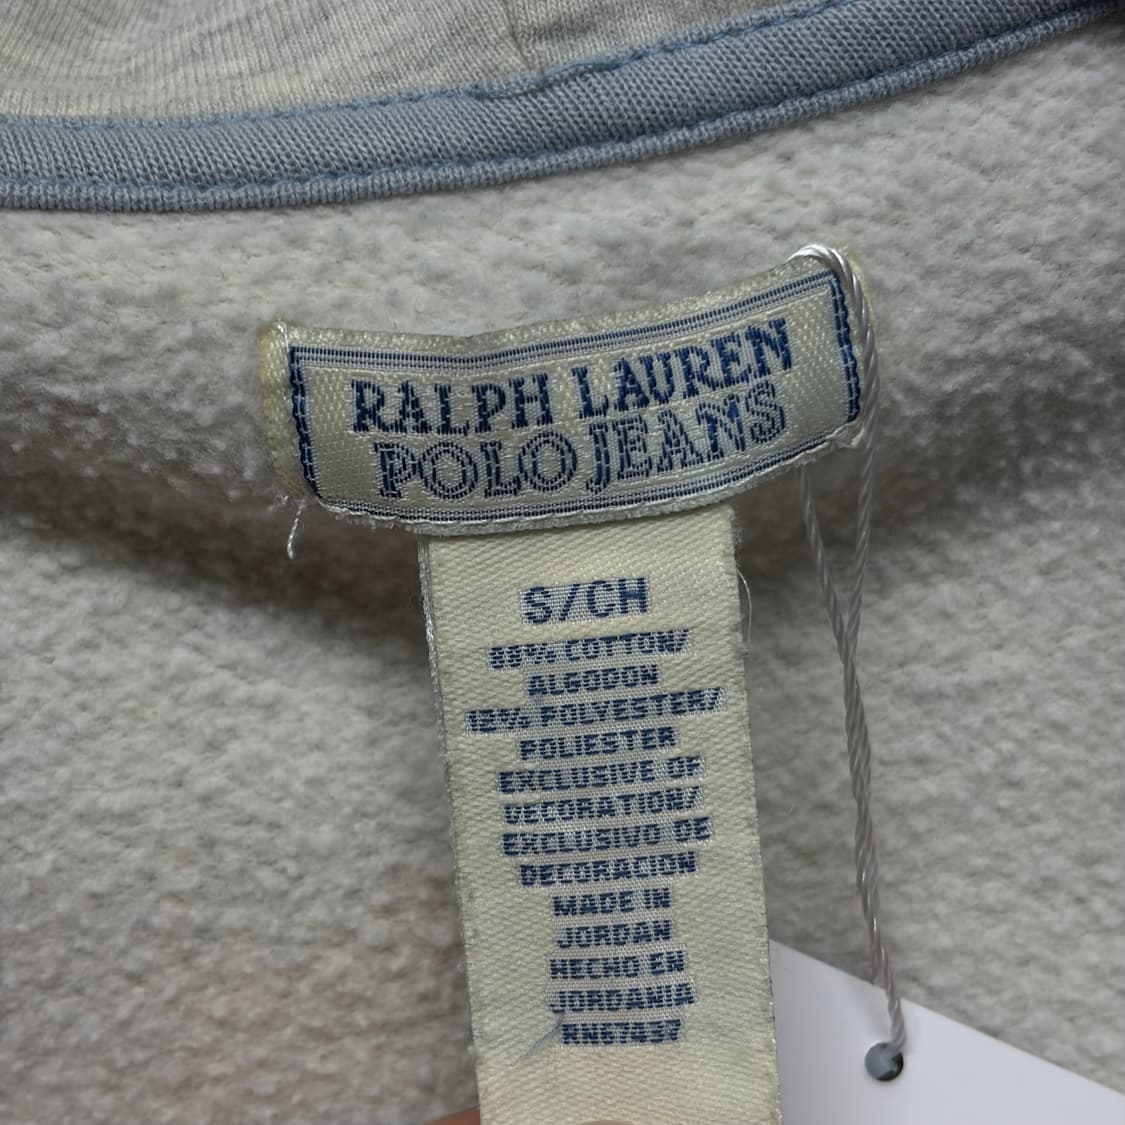 RALPH LAUREN
POLO JEANS
S/CH
88% COTTON/
ALGODON
12% POLYESTER/
POLIESTER
EXCLUSIVE OF
DECORATION/
EXCLUSIVO DE
DECORACION
MADE IN
JORDAN
HECHO EN
JORDANIA
RN67437